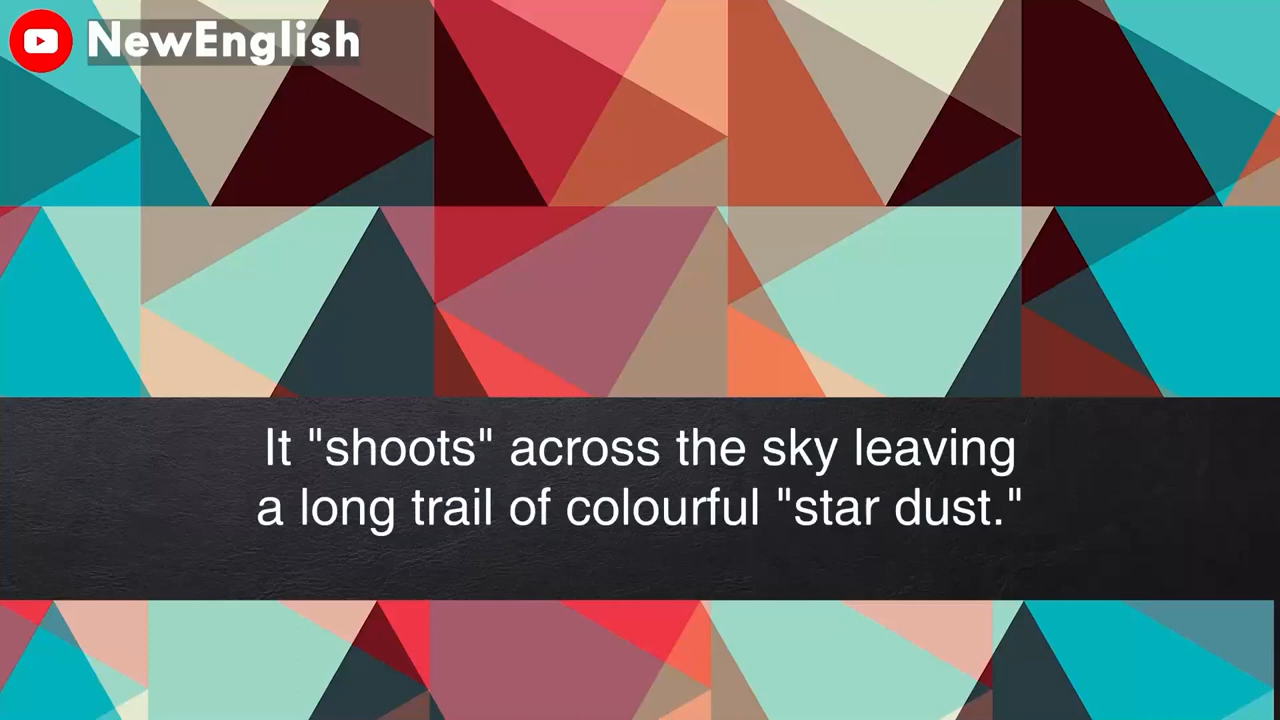 NewEnglish
It "shoots" across the sky leaving
a long trail of colourful "star dust."